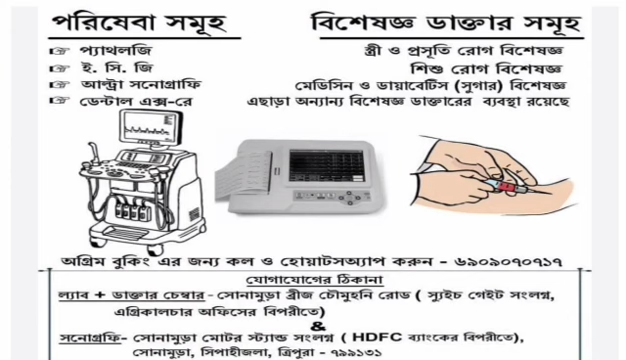 পরিষেবা সমূহ
বিশেষজ্ঞ ডাক্তার সমূহ
প্যাথলজি
ই. সি. জি
আল্ট্রা সনোগ্রাফি
ডেন্টাল এক্স-রে
স্ত্রী ও প্রসূতি রোগ বিশেষজ্ঞ
শিশু রোগ বিশেষজ্ঞ
মেডিসিন ও ডায়াবেটিস (সুগার) বিশেষজ্ঞ
এছাড়া অন্যান্য বিশেষজ্ঞ ডাক্তারের ব্যবস্থা রয়েছে
অগ্রিম বুকিং এর জন্য কল ও হোয়াটসঅ্যাপ করুন - ৬৯০৯০৭০৭১৭
যোগাযোগের ঠিকানা
ল্যাব + ডাক্তার চেম্বার - সোনামুড়া ব্রীজ চৌমুহনি রোড ( স্যুইচ গেইট সংলগ্ন,
এগ্রিকালচার অফিসের বিপরীতে)
&
সনোগ্রফি- সোনামুড়া মোটর স্ট্যান্ড সংলগ্ন ( HDFC ব্যাংকের বিপরীতে),
সোনামুড়া, সিপাহীজলা, ত্রিপুরা - ৭৯৯১৩১